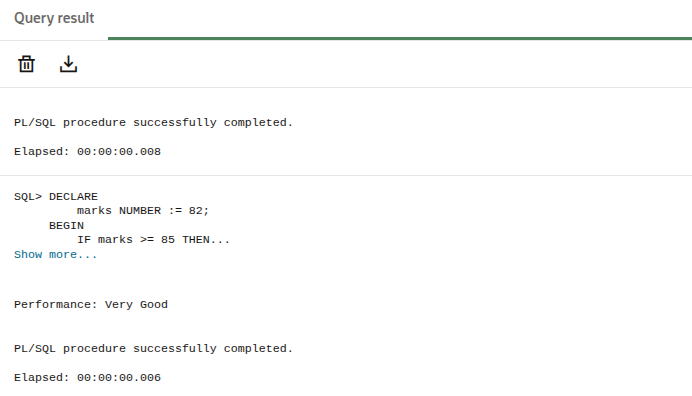 Query result
PL/SQL procedure successfully completed.
Elapsed: 00:00:00.008
SQL> DECLARE
marks NUMBER := 82;
BEGIN
IF marks >= 85 THEN...
Show more...
Performance: Very Good
PL/SQL procedure successfully completed.
Elapsed: 00:00:00.006